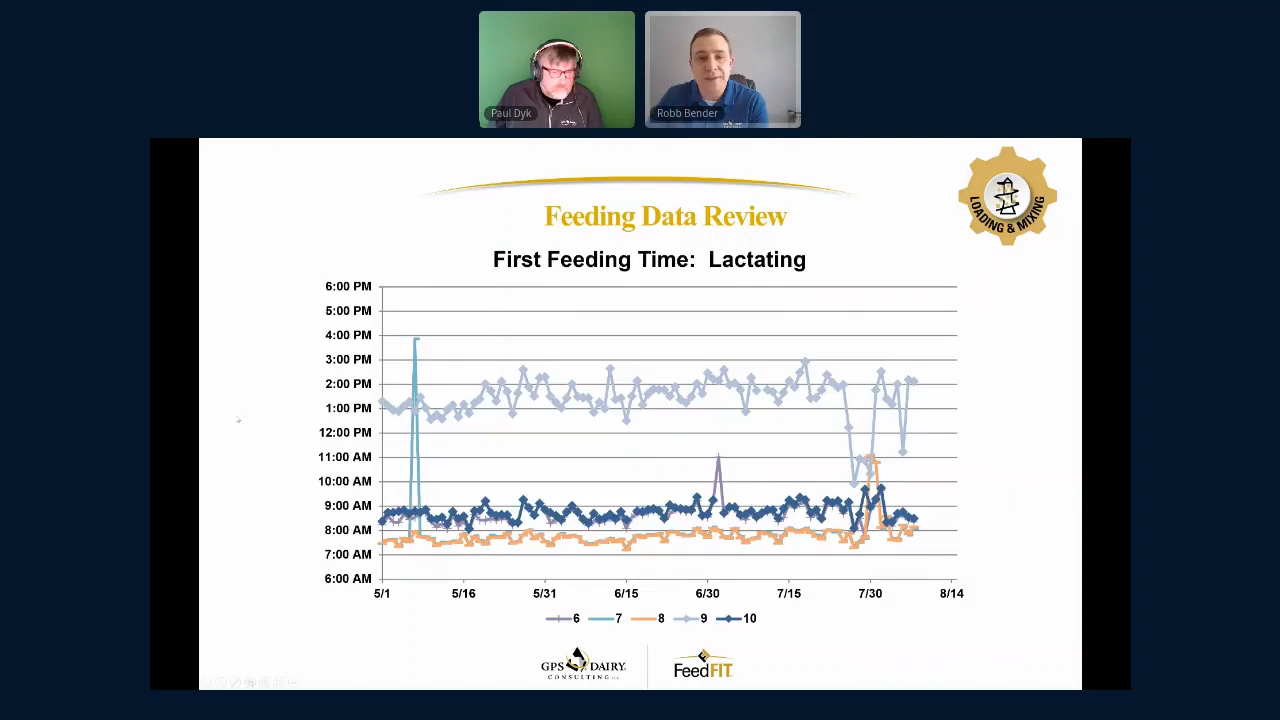 Paul Dyk
Robb Bender
LOADING & MIXING
Feeding Data Review
First Feeding Time: Lactating
6:00 PM
5:00 PM
4:00 PM
3:00 PM
2:00 PM
1:00 PM
12:00 PM
11:00 AM
10:00 AM
9:00 AM
8:00 AM
7:00 AM
6:00 AM
5/1 5/16 5/31 6/15 6/30 7/15 7/30 8/14
6 7 8 9 10
GPS DAIRY
CONSULTING LLC
FeedFIT